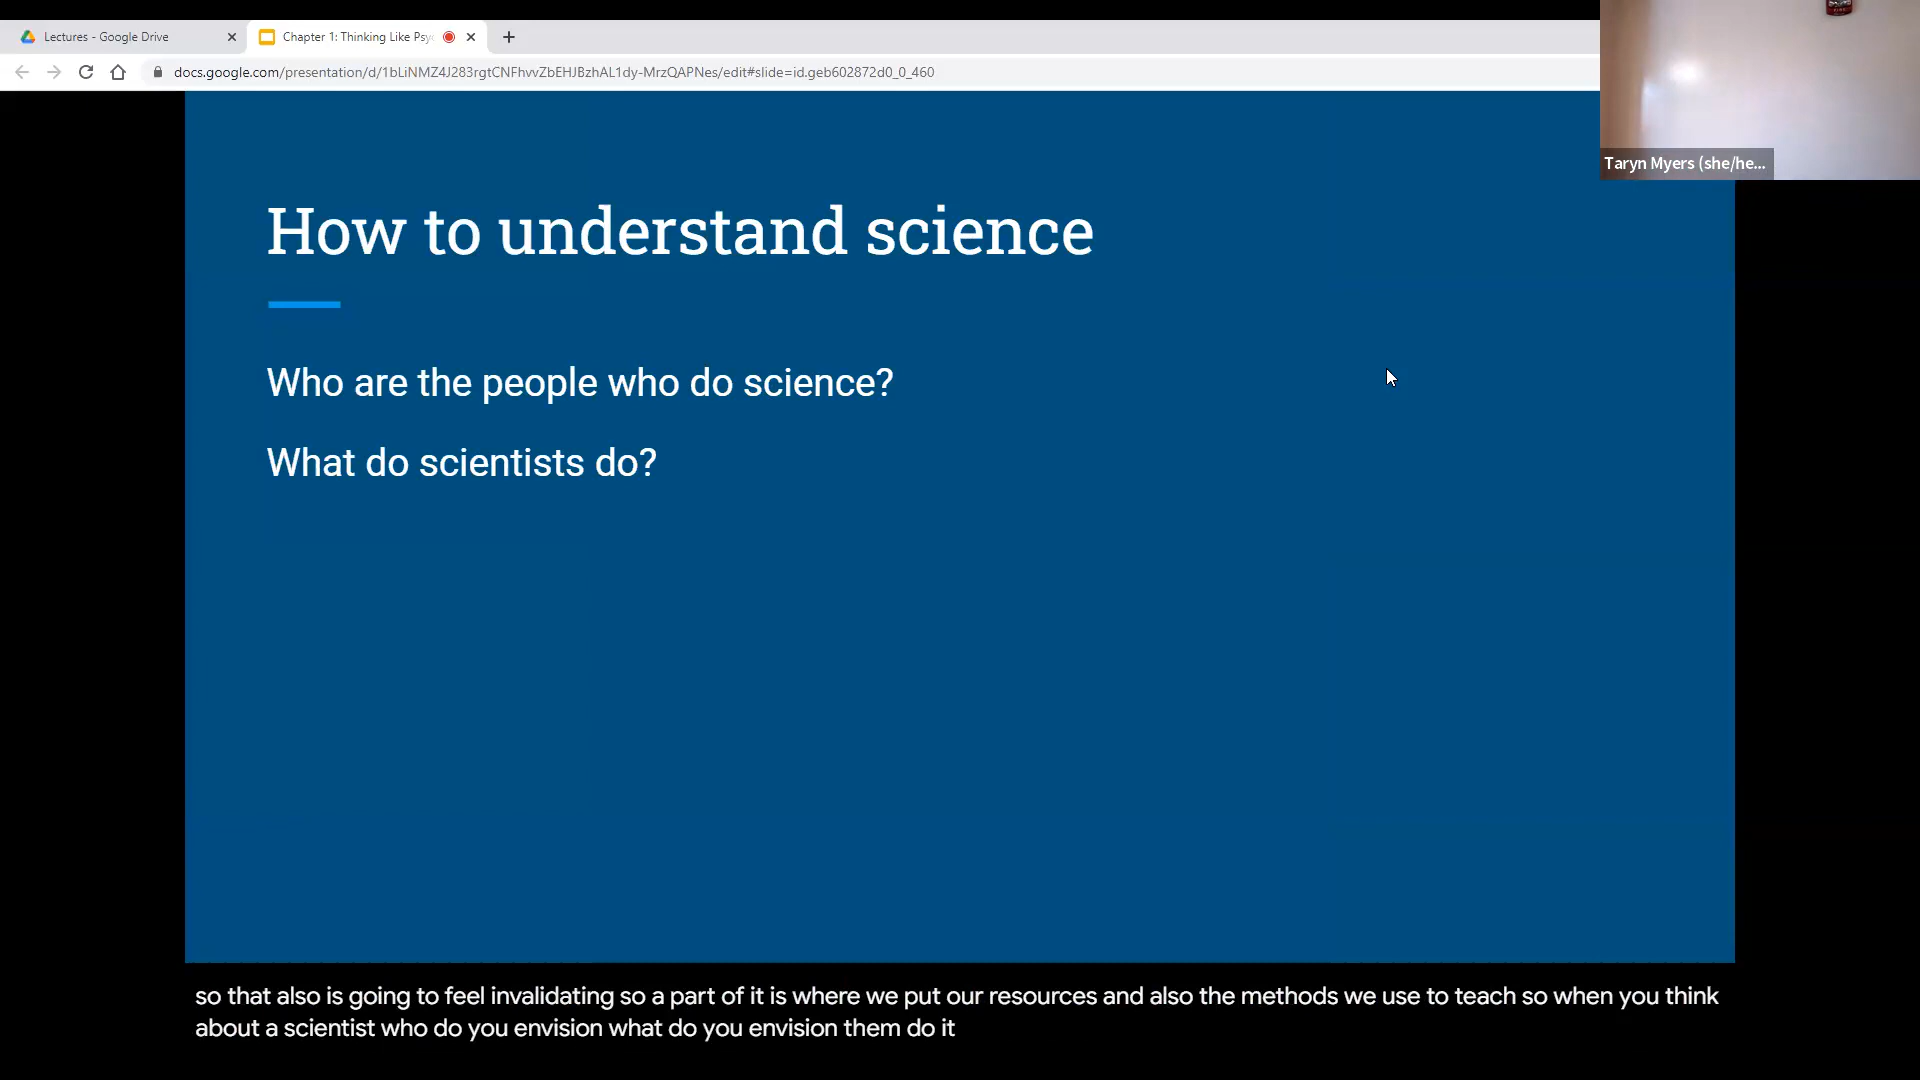 Lectures - Google Drive
Chapter 1: Thinking Like Psy
docs.google.com/presentation/d/1bLiNMZ4J283rgtCNFhvvZbEHJBzhAL1dy-MrzQAPNes/edit#slide=id.geb602872d0_0_460
Taryn Myers (she/he...
How to understand science
Who are the people who do science?
What do scientists do?
so that also is going to feel invalidating so a part of it is where we put our resources and also the methods we use to teach so when you think
about a scientist who do you envision what do you envision them do it